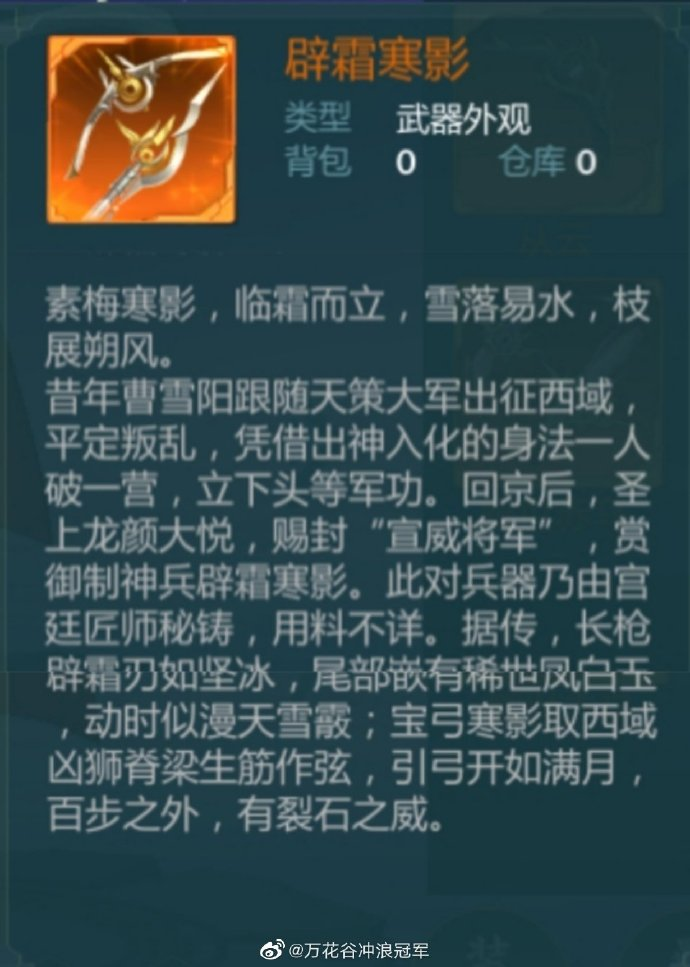 辟霜寒影
类型 武器外观
背包 0 仓库 0
素梅寒影，临霜而立，雪落易水，枝
展朔风。
昔年曹雪阳跟随天策大军出征西域，
平定叛乱，凭借出神入化的身法一人
破一营，立下头等军功。回京后，圣
上龙颜大悦，赐封“宣威将军”，赏
御制神兵辟霜寒影。此对兵器乃由宫
廷匠师秘铸，用料不详。据传，长枪
辟霜刃如坚冰，尾部嵌有稀世凤白玉
，动时似漫天雪霰；宝弓寒影取西域
凶狮脊梁生筋作弦，引弓开如满月，
百步之外，有裂石之威。
@万花谷冲浪冠军